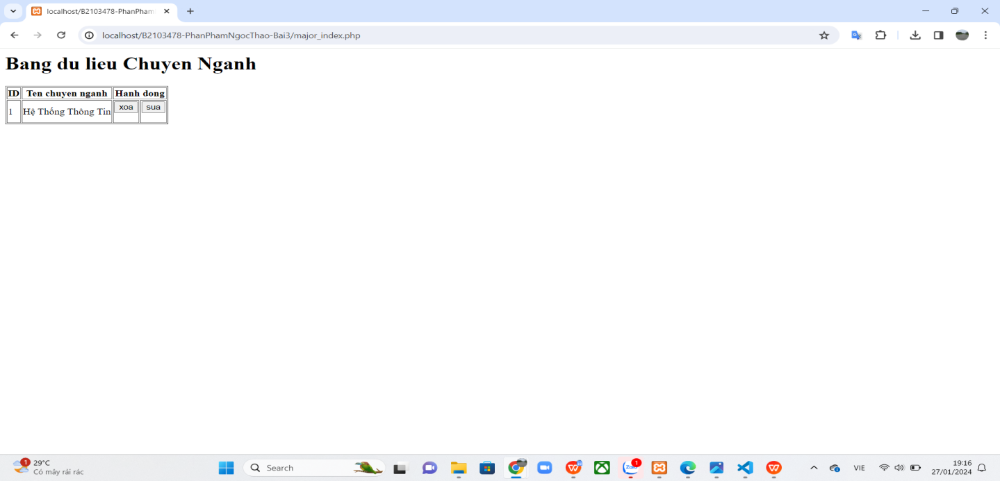 localhost/B2103478-PhanPham
localhost/B2103478-PhanPhamNgocThao-Bai3/major_index.php
Bang du lieu Chuyen Nganh
ID Ten chuyen nganh Hanh dong
1 Hệ Thống Thông Tin xoa sua
1
29°C
Có mây rải rác
Search
Zalo
1
VIE
19:16
27/01/2024